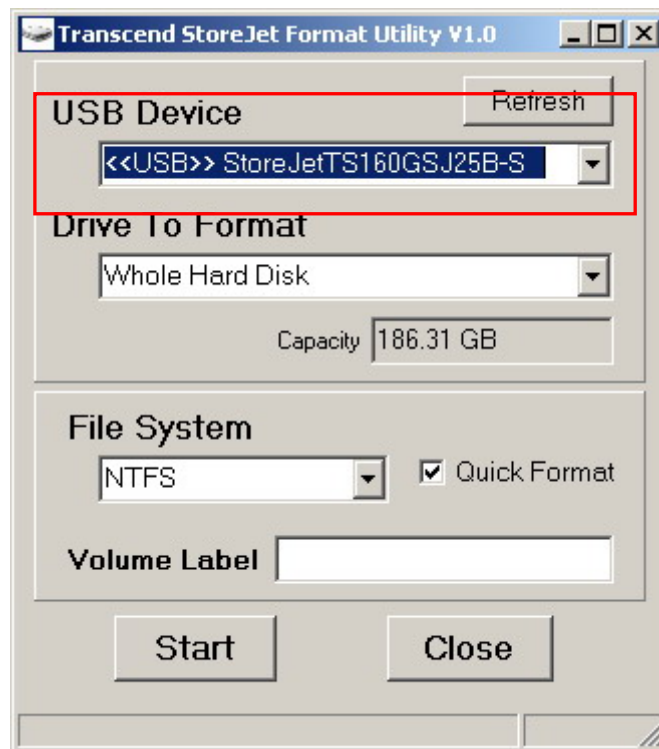 Transcend StoreJet Format Utility V1.0
Refresh
USB Device
<<USB>> StoreJetTS160GSJ25B-S
Drive To Format
Whole Hard Disk
Capacity 186.31 GB
File System
NTFS
Quick Format
Volume Label
Start Close